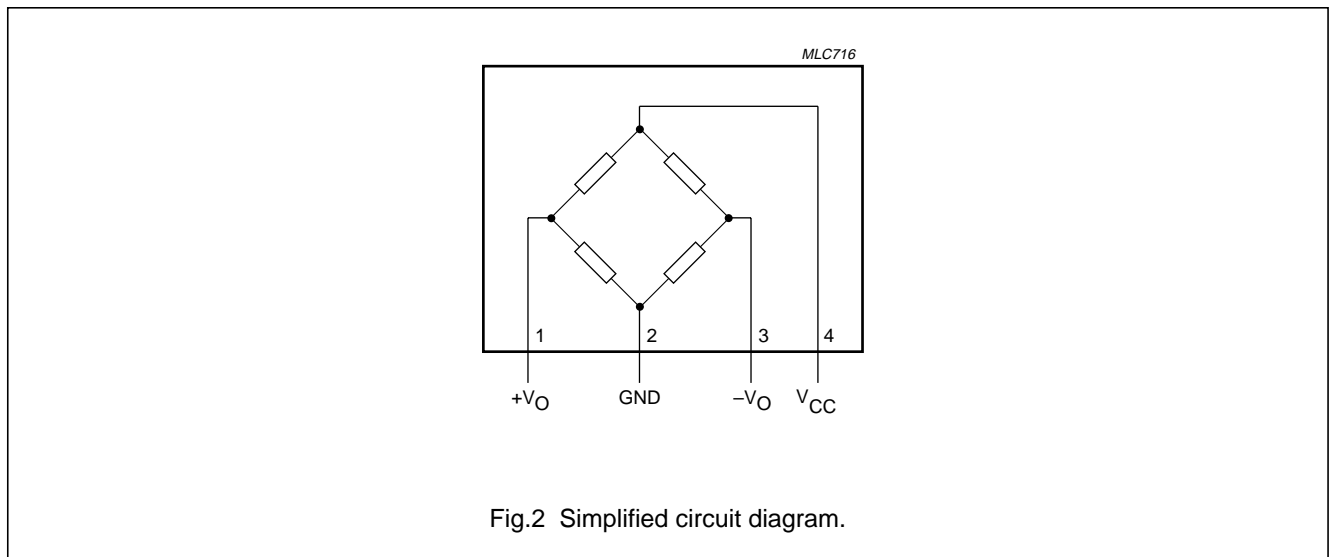 MLC716
1 2 3 4
+VO GND –VO VCC
Fig.2 Simplified circuit diagram.